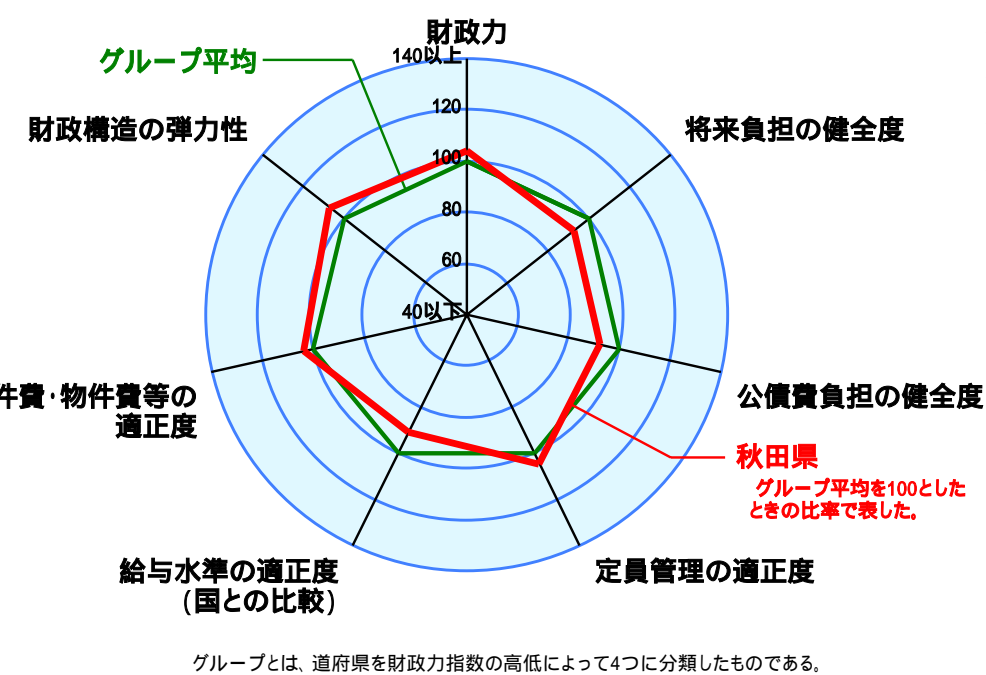 財政力
140以上
グループ平均
120
財政構造の弾力性
将来負担の健全度
100
80
60
40以下
件費・物件費等の
適正度
公債費負担の健全度
秋田県
グループ平均を100とした
ときの比率で表した。
給与水準の適正度
(国との比較)
定員管理の適正度
グループとは、道府県を財政力指数の高低によって4つに分類したものである。